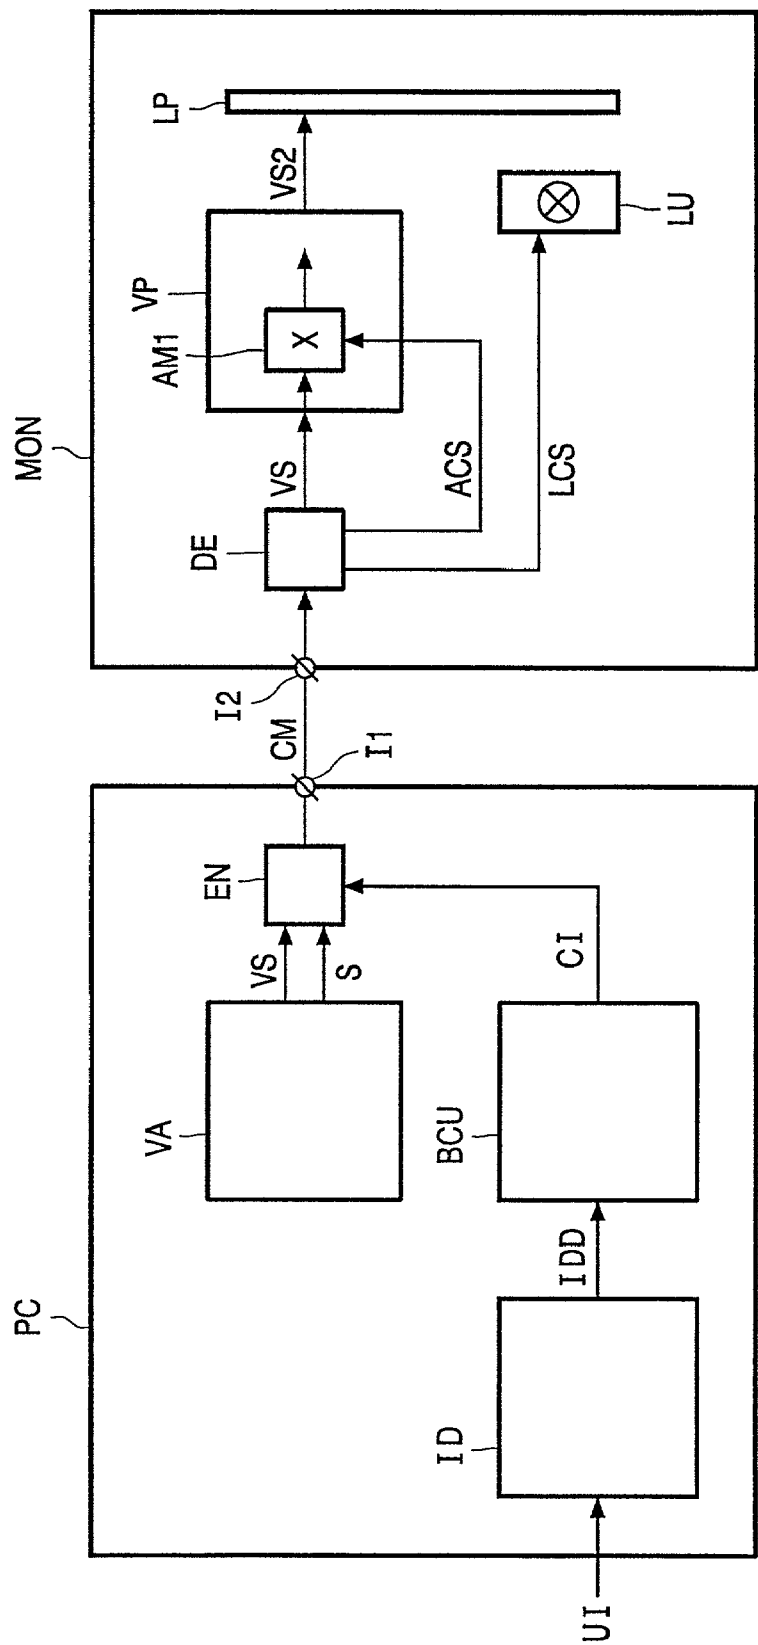 PC
MON
VA
VS
S
EN
I1
CM
I2
DE
VS
AM1
X
VP
VS2
LP
ACS
LCS
LU
UI
ID
IDD
BCU
CI